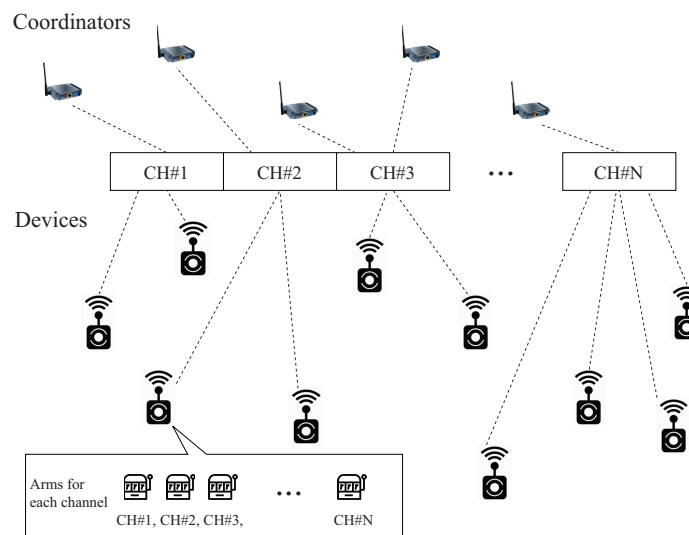 Coordinators
CH#1 CH#2 CH#3 ••• CH#N
Devices
Arms for
each channel
•••
CH#1, CH#2, CH#3, CH#N